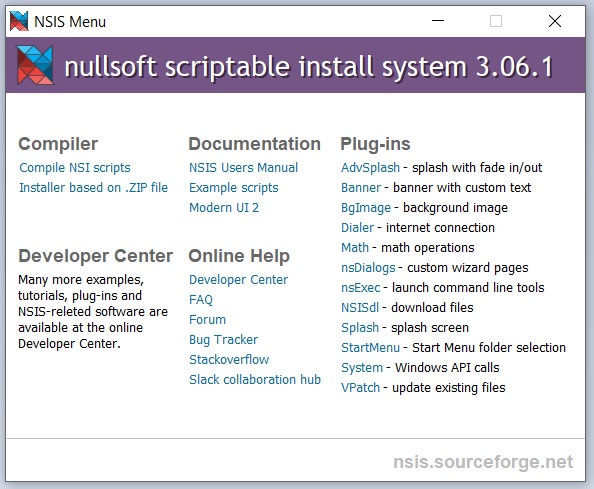 NSIS Menu
nullsoft scriptable install system 3.06.1
Compiler
Compile NSI scripts
Installer based on .ZIP file
Documentation
NSIS Users Manual
Example scripts
Modern UI 2
Plug-ins
AdvSplash - splash with fade in/out
Banner - banner with custom text
BgImage - background image
Dialer - internet connection
Math - math operations
nsDialogs - custom wizard pages
nsExec - launch command line tools
NSISdl - download files
Splash - splash screen
StartMenu - Start Menu folder selection
System - Windows API calls
VPatch - update existing files
Developer Center
Many more examples,
tutorials, plug-ins and
NSIS-releted software are
available at the online
Developer Center.
Online Help
Developer Center
FAQ
Forum
Bug Tracker
Stackoverflow
Slack collaboration hub
nsis.sourceforge.net